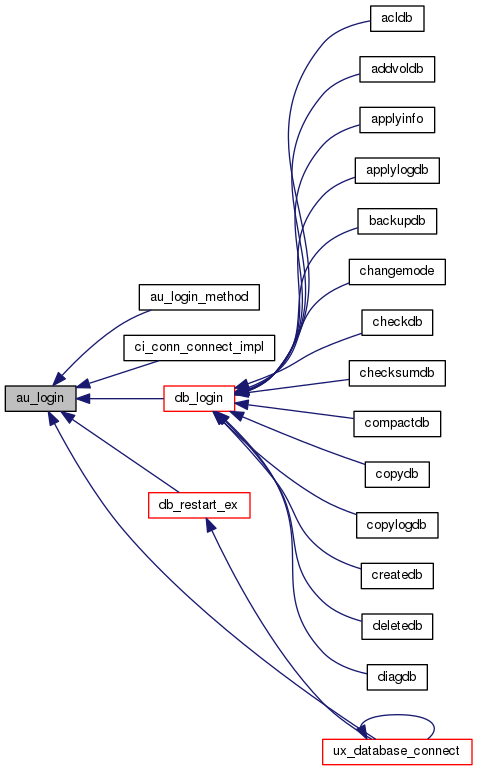 acldb
addvoldb
applyinfo
applylogdb
backupdb
changemode
au_login_method
checkdb
ci_conn_connect_impl
checksumdb
au_login
db_login
compactdb
copydb
db_restart_ex
copylogdb
createdb
deletedb
diagdb
ux_database_connect